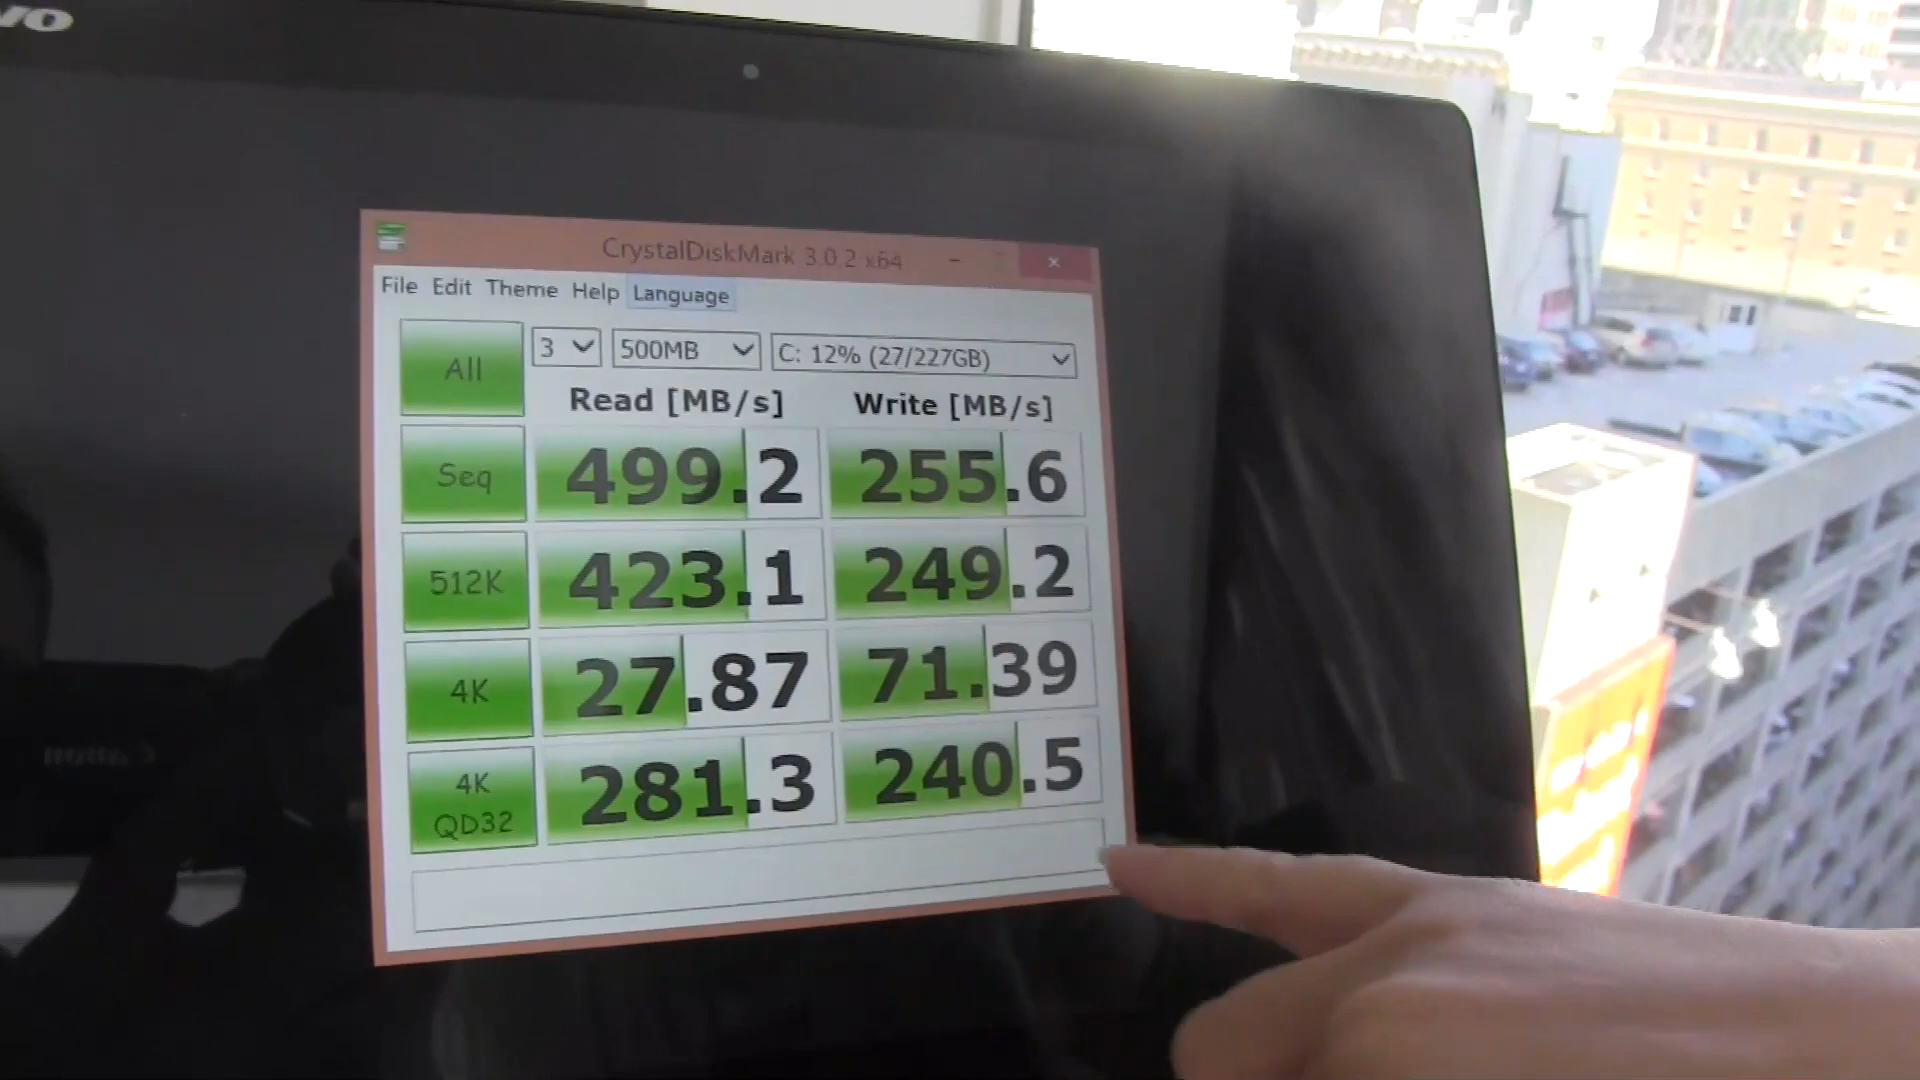 VO
CrystalDiskMark 3.0.2 x64
File Edit Theme Help Language
All 3 500MB C: 12% (27/227GB)
Read [MB/s] Write [MB/s]
Seq 499.2 255.6
512K 423.1 249.2
4K 27.87 71.39
4K
QD32 281.3 240.5